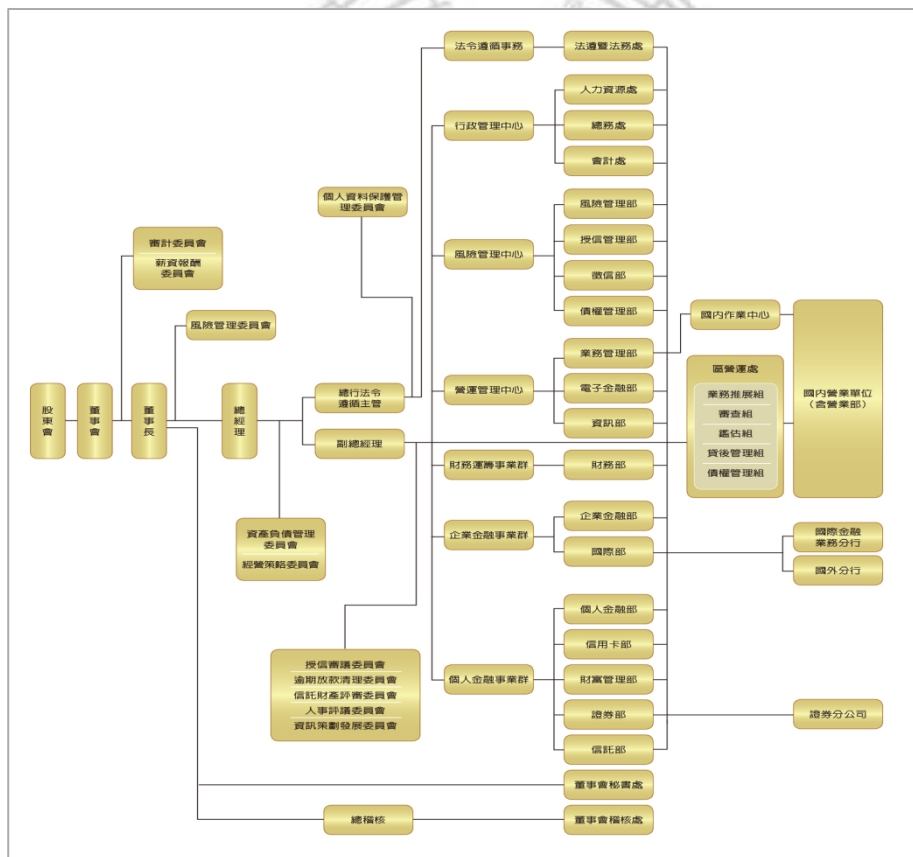 法令遵循事務
法遵暨法務處
人力資源處
行政管理中心
總務處
會計處
個人資料保護管
理委員會
風險管理部
審計委員會
薪資報酬
委員會
授信管理部
風險管理中心
徵信部
債權管理部
風險管理委員會
國內作業中心
業務管理部
股東會
董事會
董事長
總經理
總行法令
遵循主管
副總經理
營運管理中心
電子金融部
資訊部
區營運處
業務推展組
審查組
鑑估組
貸後管理組
債權管理組
國內營業單位
(含營業部)
財務運籌事業群
財務部
資產負債管理
委員會
經營策略委員會
企業金融事業群
企業金融部
國際部
國際金融
業務分行
國外分行
個人金融部
信用卡部
授信審議委員會
逾期放款清理委員會
信託財產評審委員會
人事評議委員會
資訊策劃發展委員會
個人金融事業群
財富管理部
證券部
證券分公司
信託部
董事會秘書處
總稽核
董事會稽核處